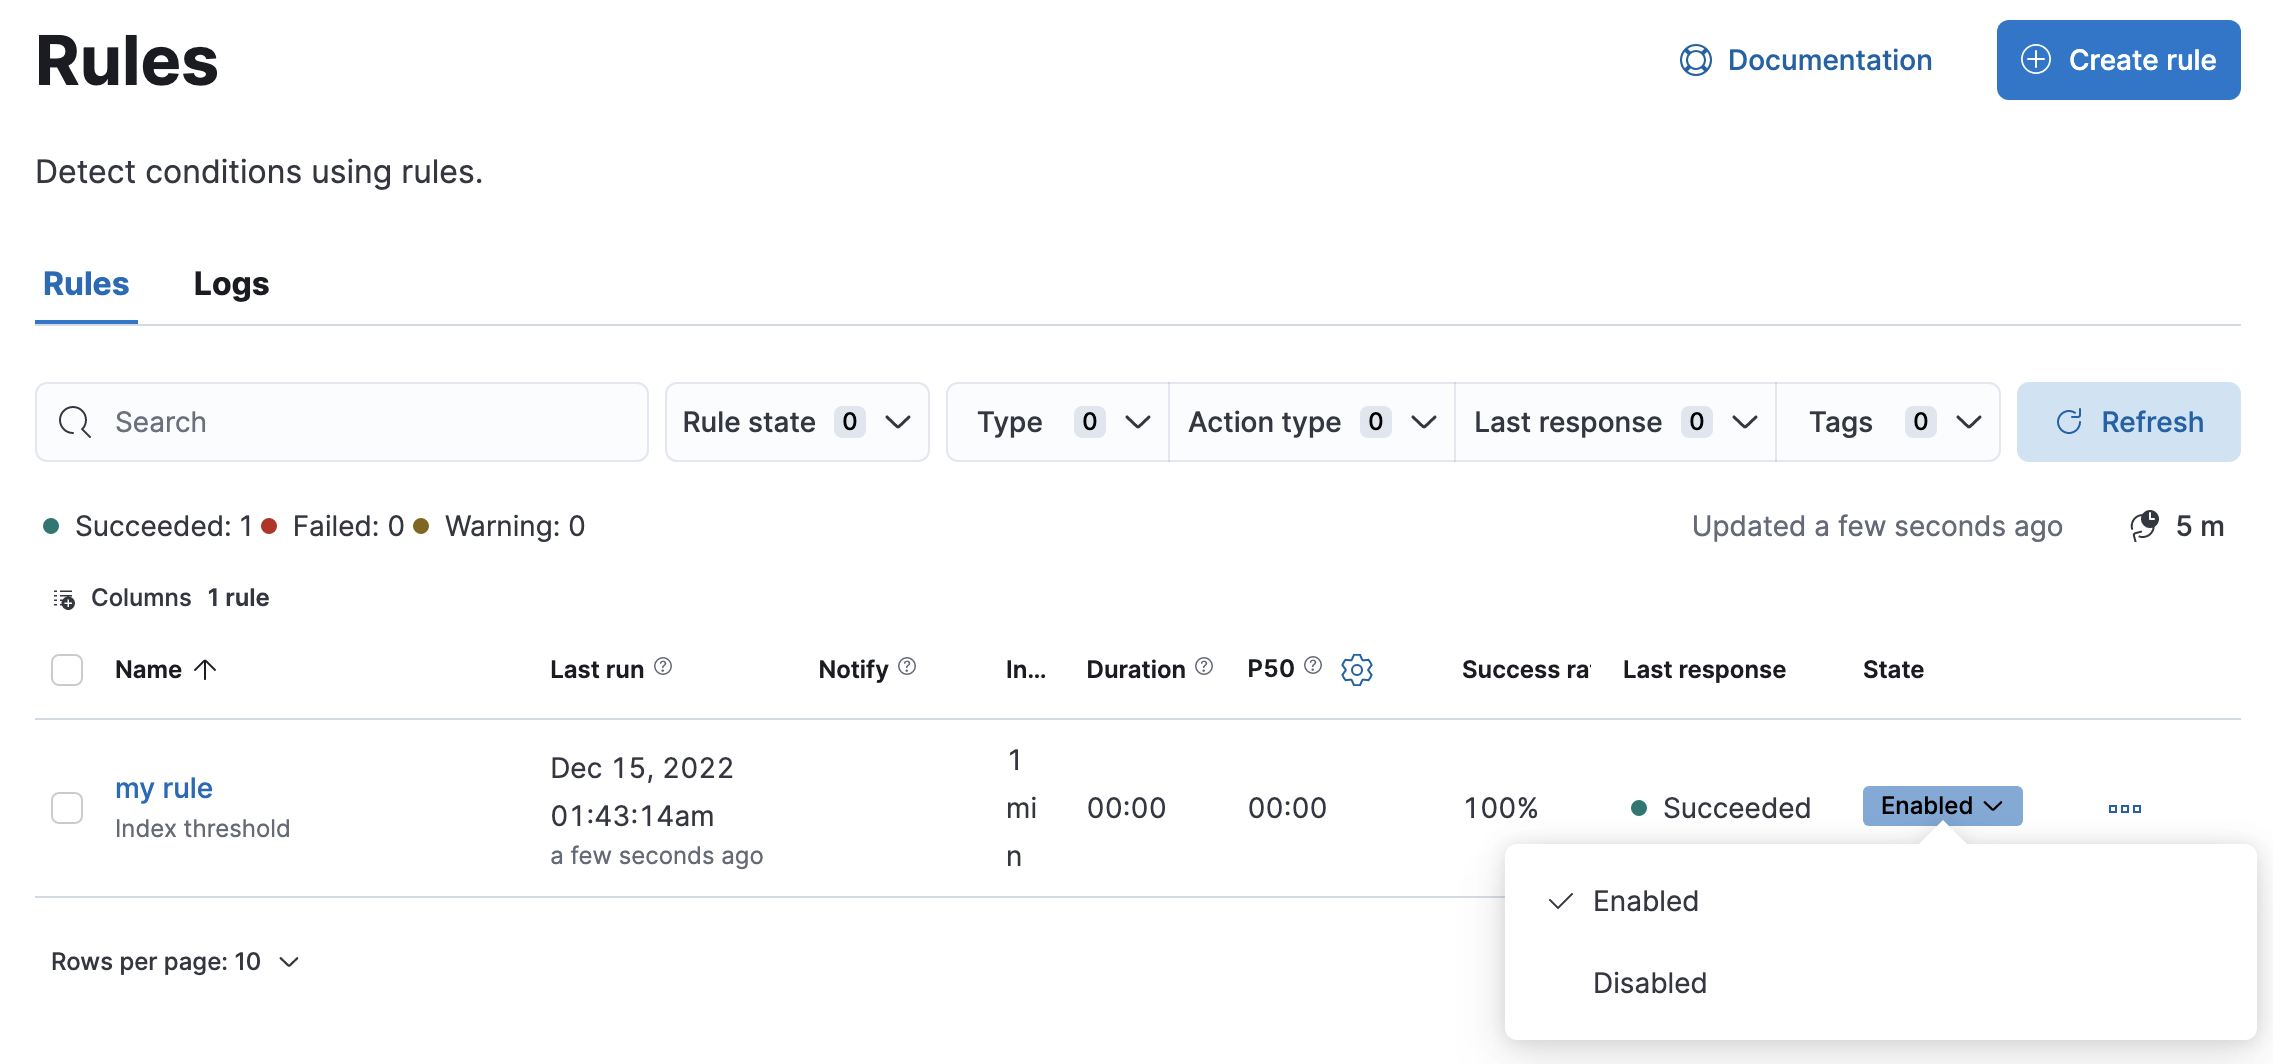 Rules
Documentation
Create rule
Detect conditions using rules.
Rules Logs
Search
Rule state 0
Type 0
Action type 0
Last response 0
Tags 0
Refresh
Succeeded: 1 Failed: 0 Warning: 0
Updated a few seconds ago
5 m
Columns 1 rule
Name Last run Notify In... Duration P50 Success ra Last response State
my rule
Index threshold
Dec 15, 2022
01:43:14am
a few seconds ago
1
mi
n
00:00
00:00
100%
Succeeded
Enabled
Enabled
Disabled
Rows per page: 10